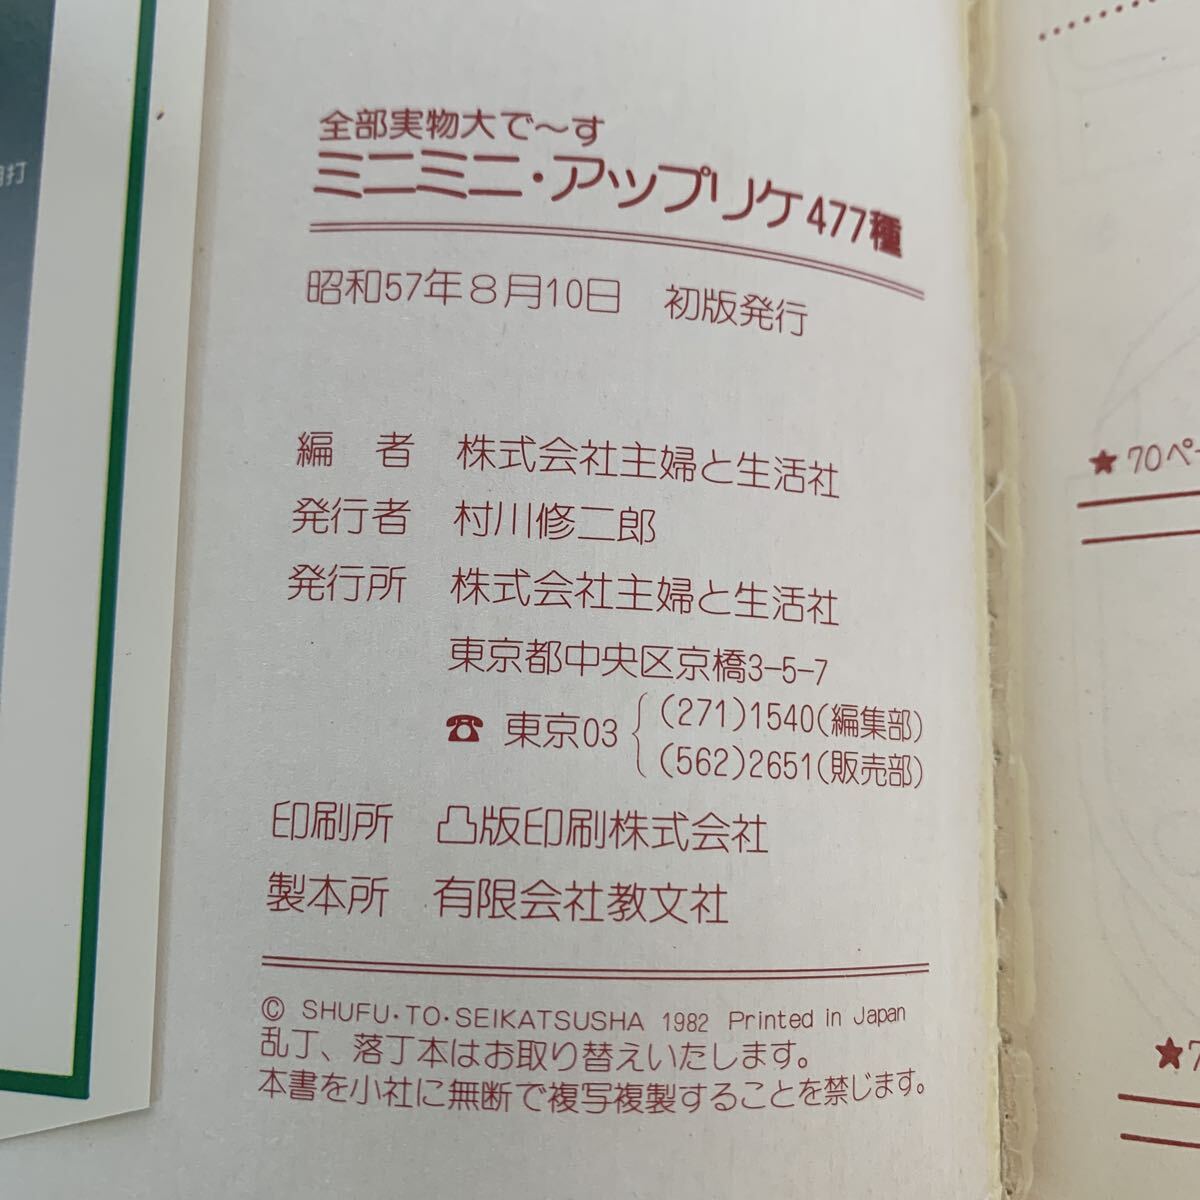 全部実物大で～す
ミニミニ・アップリケ477種
昭和57年8月10日 初版発行
編 者 株式会社主婦と生活社
発行者 村川修二郎
発行所 株式会社主婦と生活社
東京都中央区京橋3-5-7
☎ 東京03 (271)1540(編集部)
(562)2651(販売部)
印刷所 凸版印刷株式会社
製本所 有限会社教文社
© SHUFU・TO・SEIKATSUSHA 1982 Printed in Japan
乱丁、落丁本はお取り替えいたします。
本書を小社に無断で複写複製することを禁じます。
★70ペー
★7